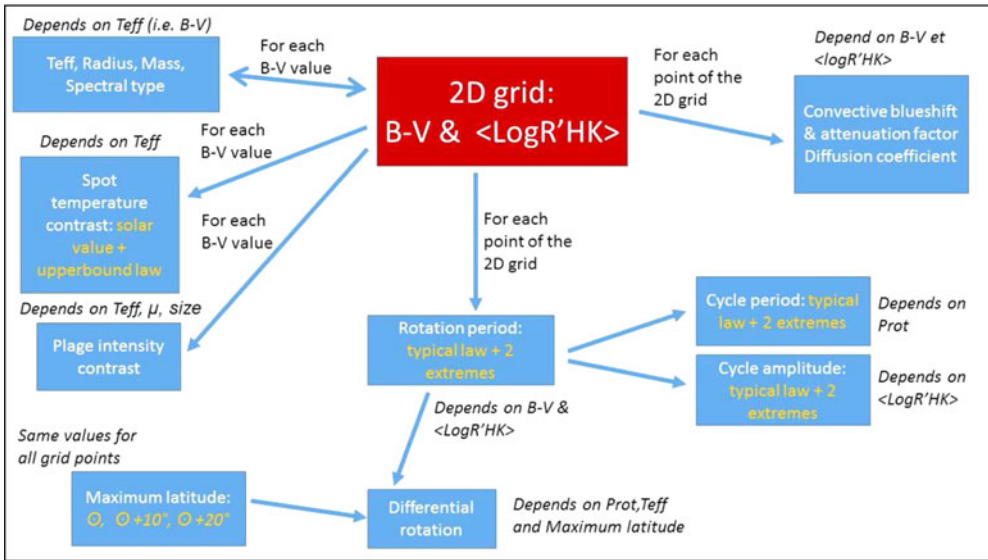 Depends on Teff (i.e. B-V)
Teff, Radius, Mass,
Spectral type
For each
B-V value
2D grid:
B-V & <LogR'HK>
For each
point of the
2D grid
Depend on B-V et
<logR'HK>
Convective blueshift
& attenuation factor
Diffusion coefficient
Depends on Teff
For each
B-V value
Spot
temperature
contrast: solar
value +
upperbound law
For each
B-V value
For each
point of the
2D grid
Depends on Teff, μ, size
Plage intensity
contrast
Rotation period:
typical law + 2
extremes
Cycle period: typical
law + 2 extremes
Depends on
Prot
Cycle amplitude:
typical law + 2
extremes
Depends on
<LogR'HK>
Depends on B-V &
<LogR'HK>
Same values for
all grid points
Maximum latitude:
ʘ, ʘ +10°, ʘ +20°
Differential
rotation
Depends on Prot,Teff
and Maximum latitude